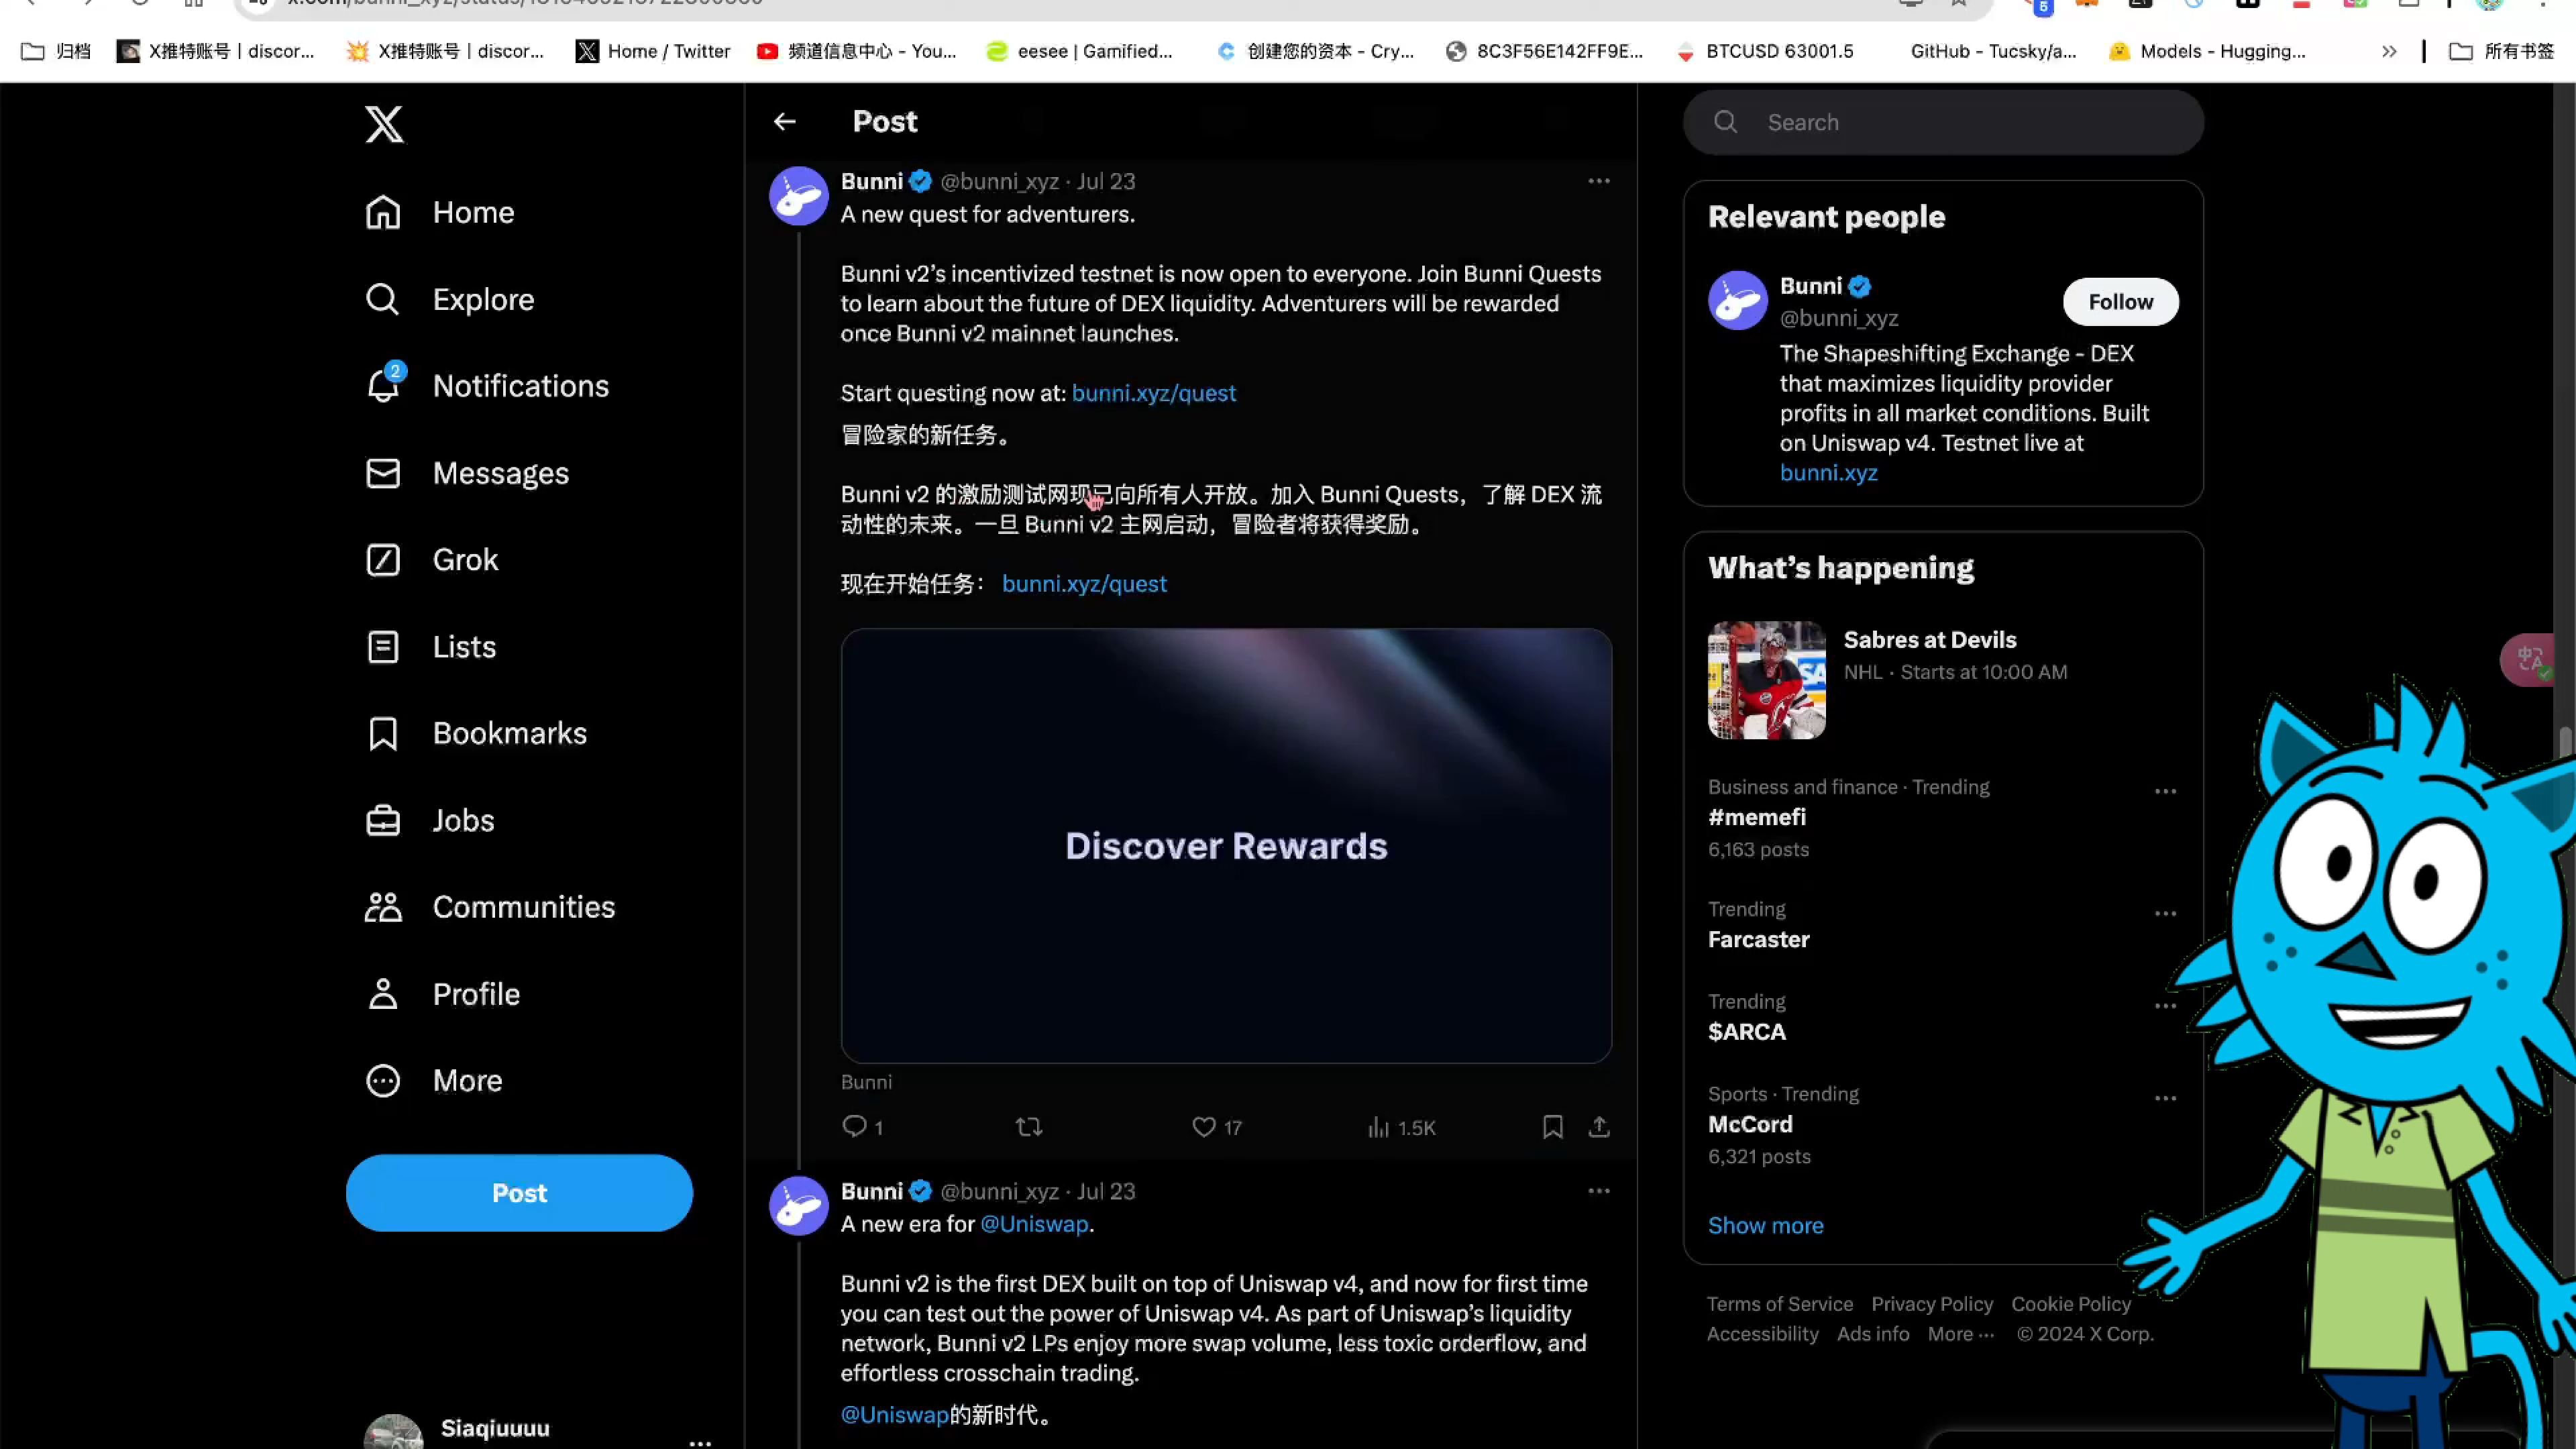 归档
X推特账号 | discor...
X推特账号 | discor...
Home / Twitter
频道信息中心 - You...
eesee | Gamified...
创建您的资本 - Cry...
8C3F56E142FF9E...
BTCUSD 63001.5
GitHub - Tucsky/a...
Models - Hugging...
所有书签
Home
Explore
2
Notifications
Messages
Grok
Lists
Bookmarks
Jobs
Communities
Profile
More
Post
Siaqiuuuu
Post
Bunni @bunni_xyz · Jul 23
A new quest for adventurers.
Bunni v2’s incentivized testnet is now open to everyone. Join Bunni Quests
to learn about the future of DEX liquidity. Adventurers will be rewarded
once Bunni v2 mainnet launches.
Start questing now at: bunni.xyz/quest
冒险家的新任务。
Bunni v2 的激励测试网现已向所有人开放。加入 Bunni Quests，了解 DEX 流
动性的未来。一旦 Bunni v2 主网启动，冒险者将获得奖励。
现在开始任务： bunni.xyz/quest
Discover Rewards
Bunni
1
17
1.5K
Bunni @bunni_xyz · Jul 23
A new era for @Uniswap.
Bunni v2 is the first DEX built on top of Uniswap v4, and now for first time
you can test out the power of Uniswap v4. As part of Uniswap’s liquidity
network, Bunni v2 LPs enjoy more swap volume, less toxic orderflow, and
effortless crosschain trading.
@Uniswap的新时代。
Search
Relevant people
Bunni
@bunni_xyz
Follow
The Shapeshifting Exchange - DEX
that maximizes liquidity provider
profits in all market conditions. Built
on Uniswap v4. Testnet live at
bunni.xyz
What’s happening
Sabres at Devils
NHL · Starts at 10:00 AM
Business and finance · Trending
#memefi
6,163 posts
Trending
Farcaster
Trending
$ARCA
Sports · Trending
McCord
6,321 posts
Show more
Terms of Service Privacy Policy Cookie Policy
Accessibility Ads info More ··· © 2024 X Corp.